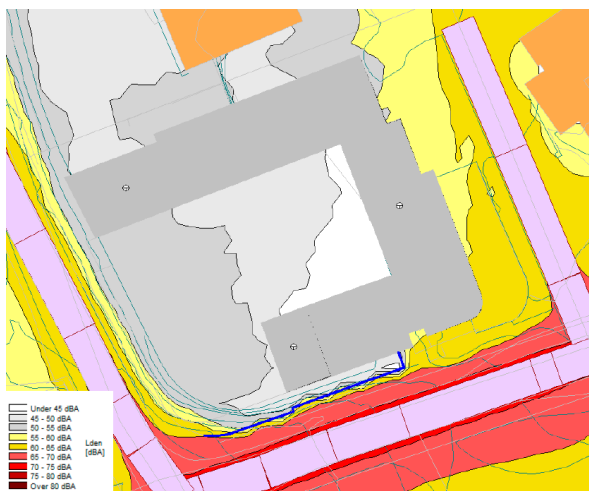 Under 45 dBA
45 - 50 dBA
50 - 55 dBA
55 - 60 dBA
60 - 65 dBA
65 - 70 dBA
70 - 75 dBA
75 - 80 dBA
Over 80 dBA
Lden
[dBA]